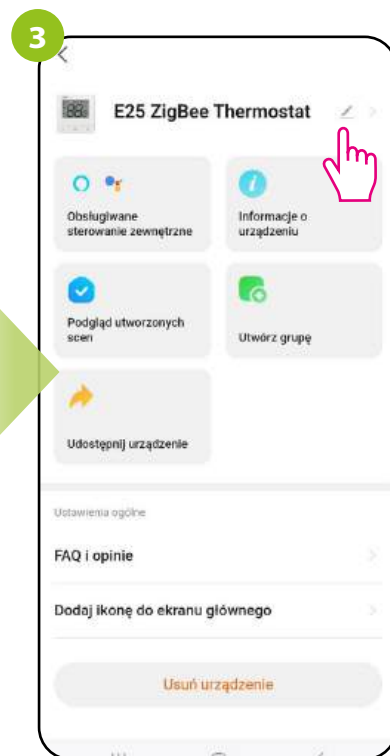 3
E25 ZigBee Thermostat
Obsługiwane
sterowanie zewnętrzne
Informacje o
urządzeniu
Podgląd utworzonych
scen
Utwórz grupę
Udostępnij urządzenie
Ustawienia ogólne
FAQ i opinie
Dodaj ikonę do ekranu głównego
Usuń urządzenie